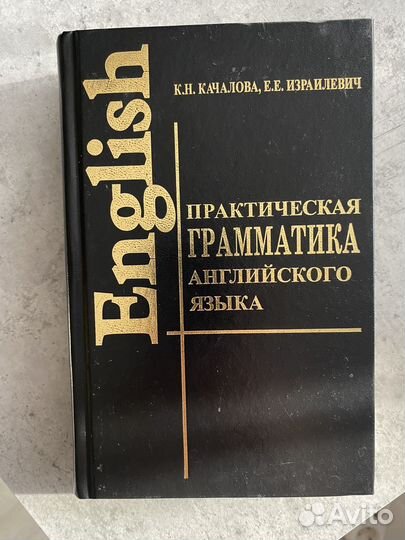 English
К.Н. КАЧАЛОВА, Е.Е. ИЗРАИЛЕВИЧ
ПРАКТИЧЕСКАЯ
ГРАММАТИКА
АНГЛИЙСКОГО
ЯЗЫКА
Avito